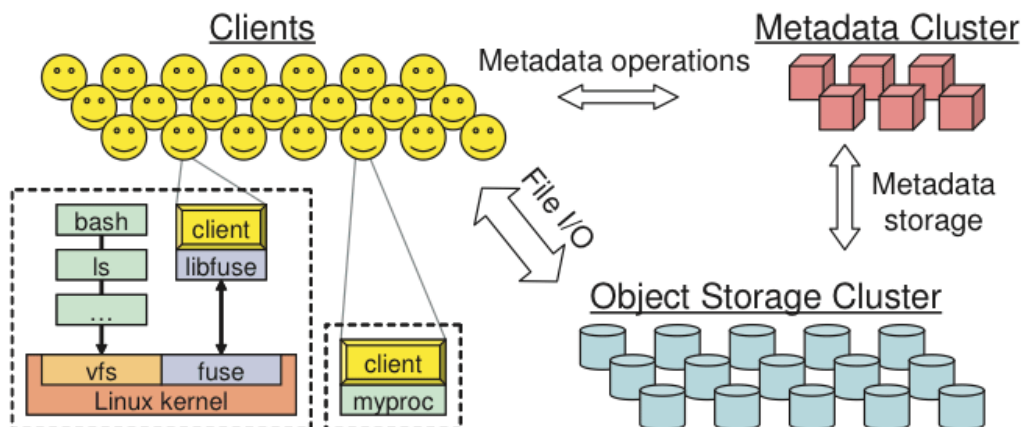 Clients
Metadata Cluster
Metadata operations
File I/O
Metadata
storage
Object Storage Cluster
bash
ls
...
client
libfuse
vfs
fuse
Linux kernel
client
myproc